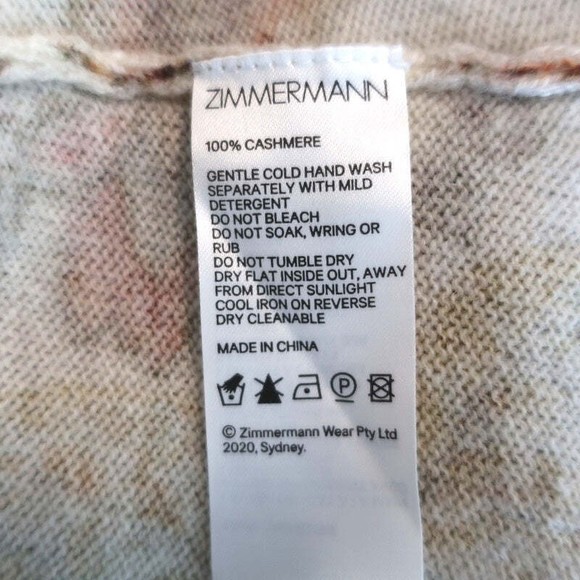 ZIMMERMANN
100% CASHMERE
GENTLE COLD HAND WASH
SEPARATELY WITH MILD
DETERGENT
DO NOT BLEACH
DO NOT SOAK, WRING OR
RUB
DO NOT TUMBLE DRY
DRY FLAT INSIDE OUT, AWAY
FROM DIRECT SUNLIGHT
COOL IRON ON REVERSE
DRY CLEANABLE
MADE IN CHINA
P
© Zimmermann Wear Pty Ltd
2020, Sydney.